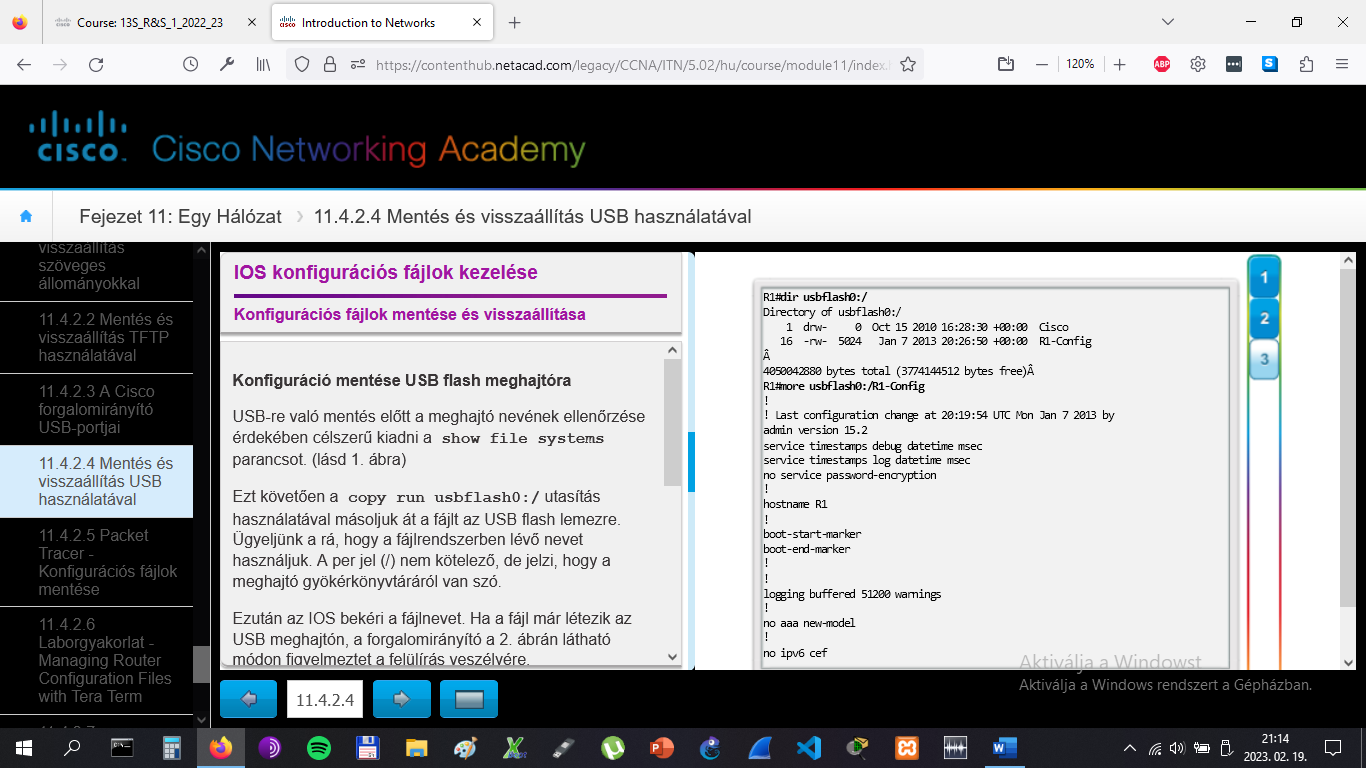 Course: 13S_R&S_1_2022_23
Introduction to Networks
https://contenthub.netacad.com/legacy/CCNA/ITN/5.02/hu/course/module11/index.
120%
ABP
S
CISCO
Cisco Networking Academy
Fejezet 11: Egy Hálózat
11.4.2.4 Mentés és visszaállítás USB használatával
visszaállítás
szöveges
állományokkal
11.4.2.2 Mentés és
visszaállítás TFTP
használatával
11.4.2.3 A Cisco
forgalomirányító
USB-portjai
11.4.2.4 Mentés és
visszaállítás USB
használatával
11.4.2.5 Packet
Tracer -
Konfigurációs fájlok
mentése
11.4.2.6
Laborgyakorlat -
Managing Router
Configuration Files
with Tera Term
IOS konfigurációs fájlok kezelése
Konfigurációs fájlok mentése és visszaállítása
Konfiguráció mentése USB flash meghajtóra
USB-re való mentés előtt a meghajtó nevének ellenőrzése
érdekében célszerű kiadni a show file systems
parancsot. (lásd 1. ábra)
Ezt követően a copy run usbflash0:/ utasítás
használatával másoljuk át a fájlt az USB flash lemezre.
Ügyeljünk a rá, hogy a fájlrendszerben lévő nevet
használjuk. A per jel (/) nem kötelező, de jelzi, hogy a
meghajtó gyökérkönyvtáráról van szó.
Ezután az IOS bekéri a fájlnevet. Ha a fájl már létezik az
USB meghajtón, a forgalomirányító a 2. ábrán látható
módon figyelmeztet a felülírás veszélyére.
R1#dir usbflash0:/
Directory of usbflash0:/
1 drw- 0 Oct 15 2010 16:28:30 +00:00 Cisco
16 -rw- 5024 Jan 7 2013 20:26:50 +00:00 R1-Config
Â
4050042880 bytes total (3774144512 bytes free)Â
R1#more usbflash0:/R1-Config
!
! Last configuration change at 20:19:54 UTC Mon Jan 7 2013 by
admin version 15.2
service timestamps debug datetime msec
service timestamps log datetime msec
no service password-encryption
!
hostname R1
!
boot-start-marker
boot-end-marker
!
!
logging buffered 51200 warnings
!
no aaa new-model
!
no ipv6 cef
1
2
3
Aktiválja a Windowst
Aktiválja a Windows rendszert a Gépházban.
11.4.2.4
21:14
2023. 02. 19.